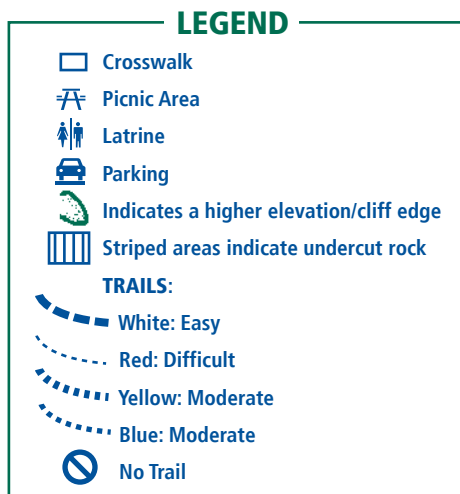 LEGEND
Crosswalk
Picnic Area
Latrine
Parking
Indicates a higher elevation/cliff edge
Striped areas indicate undercut rock
TRAILS:
White: Easy
Red: Difficult
Yellow: Moderate
Blue: Moderate
No Trail